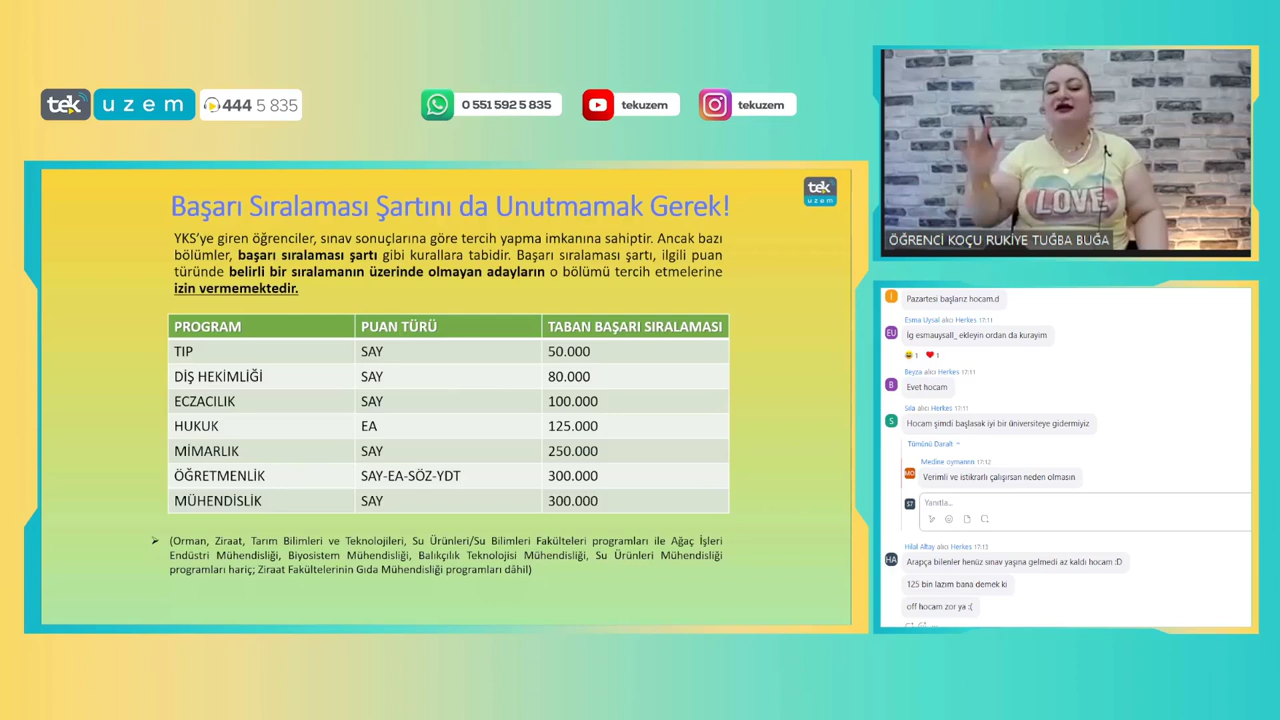 tek uzem 444 5 835
0 551 592 5 835
tekuzem
tekuzem
tek
uzem
Başarı Sıralaması Şartını da Unutmamak Gerek!
YKS'ye giren öğrenciler, sınav sonuçlarına göre tercih yapma imkanına sahiptir. Ancak bazı
bölümler, başarı sıralaması şartı gibi kurallara tabidir. Başarı sıralaması şartı, ilgili puan
türünde belirli bir sıralamanın üzerinde olmayan adayların o bölümü tercih etmelerine
izin vermemektedir.
PROGRAM PUAN TÜRÜ TABAN BAŞARI SIRALAMASI
TIP SAY 50.000
DİŞ HEKİMLİĞİ SAY 80.000
ECZACILIK SAY 100.000
HUKUK EA 125.000
MİMARLIK SAY 250.000
ÖĞRETMENLİK SAY-EA-SÖZ-YDT 300.000
MÜHENDİSLİK SAY 300.000
➢ (Orman, Ziraat, Tarım Bilimleri ve Teknolojileri, Su Ürünleri/Su Bilimleri Fakülteleri programları ile Ağaç İşleri
Endüstri Mühendisliği, Biyosistem Mühendisliği, Balıkçılık Teknolojisi Mühendisliği, Su Ürünleri Mühendisliği
programları hariç; Ziraat Fakültelerinin Gıda Mühendisliği programları dâhil)
LOVE
ÖĞRENCİ KOÇU RUKİYE TUĞBA BUĞA
İ
Pazartesi başlarız hocam.d
Esma Uysal alıcı Herkes 17:11
EU
İg esmauysall_ ekleyin ordan da kurayim
1 1
Beyza alıcı Herkes 17:11
B
Evet hocam
Sıla alıcı Herkes 17:11
S
Hocam şimdi başlasak iyi bir üniversiteye gidermiyiz
Tümünü Daralt
Medine oymannn 17:12
MO
Verimli ve istikrarlı çalışırsan neden olmasın
ST
Yanıtla...
Hilal Altay alıcı Herkes 17:13
HA
Arapça bilenler henüz sınav yaşına gelmedi az kaldı hocam :D
125 bin lazım bana demek ki
off hocam zor ya :(